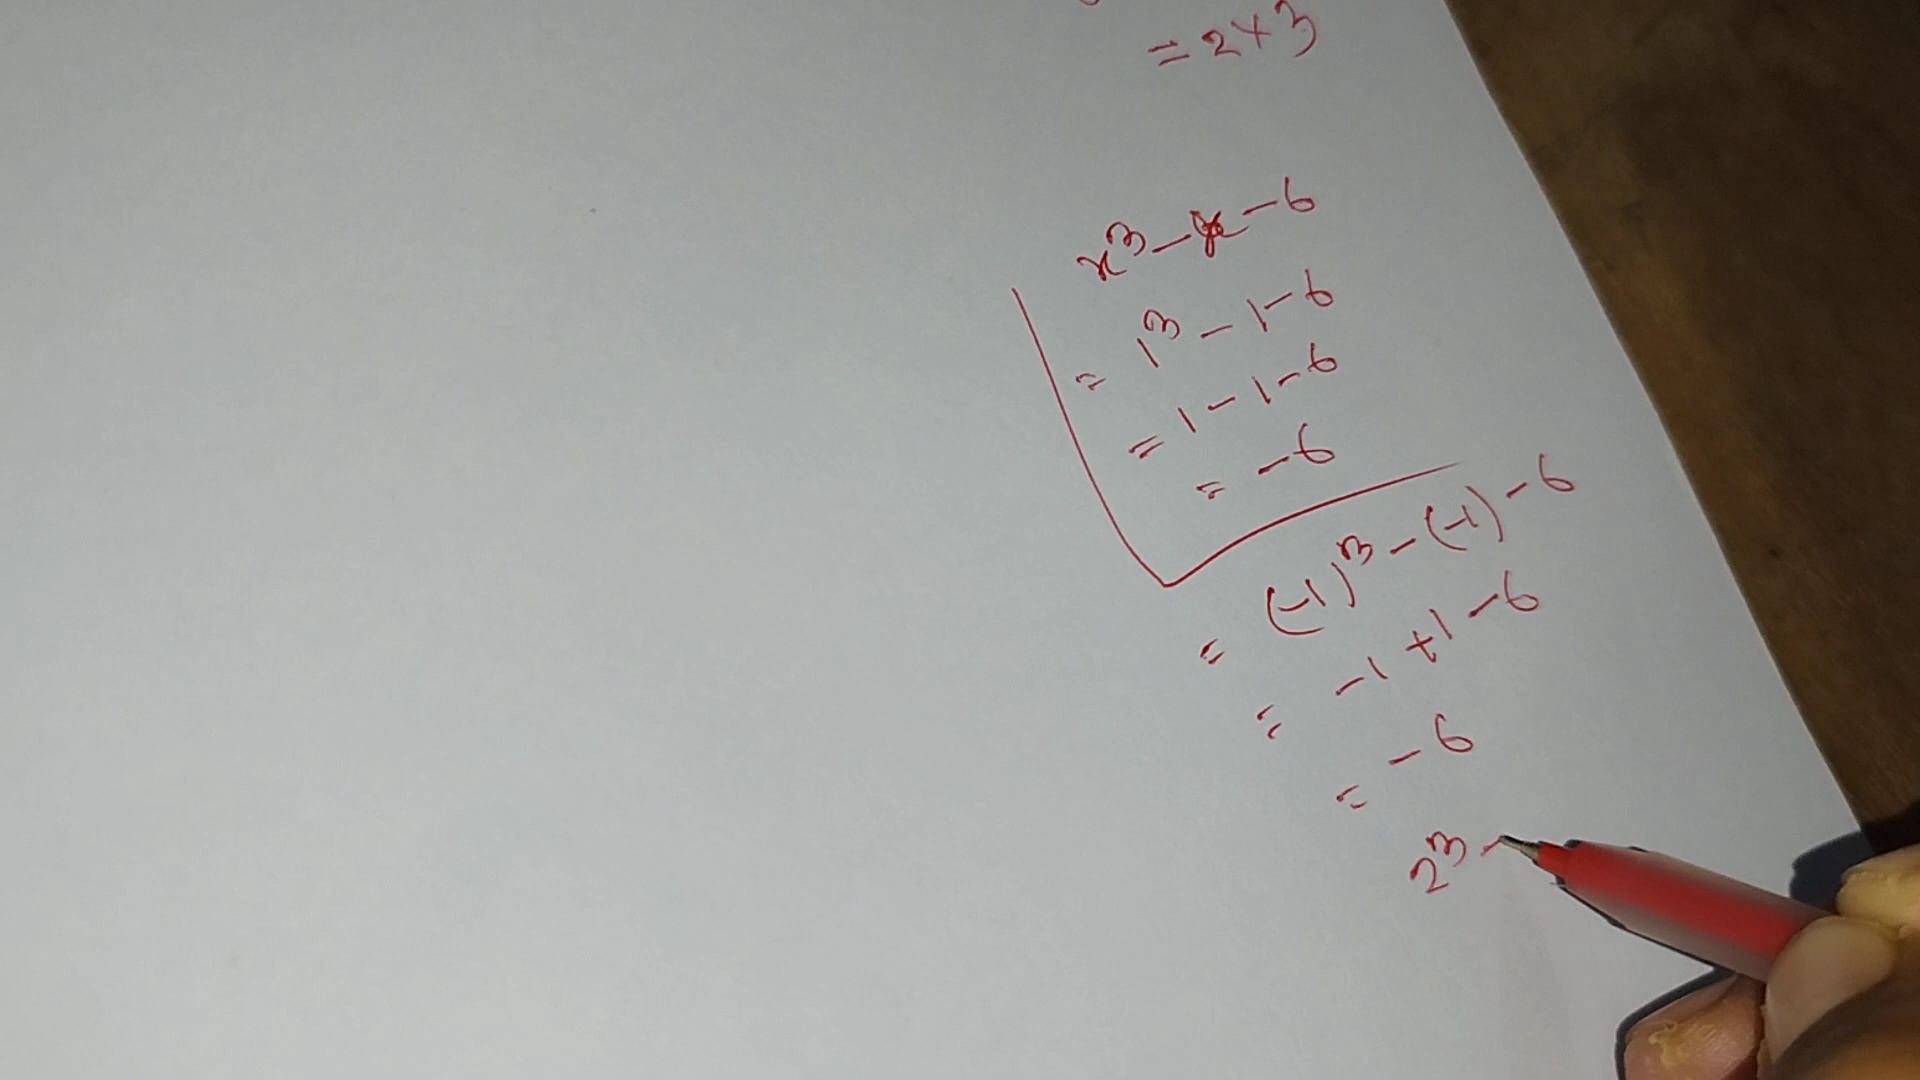 = 2 × 3
x³ - x - 6
= 1³ - 1 - 6
= 1 - 1 - 6
= - 6
= (-1)³ - (-1) - 6
= -1 + 1 - 6
= - 6
2³ -